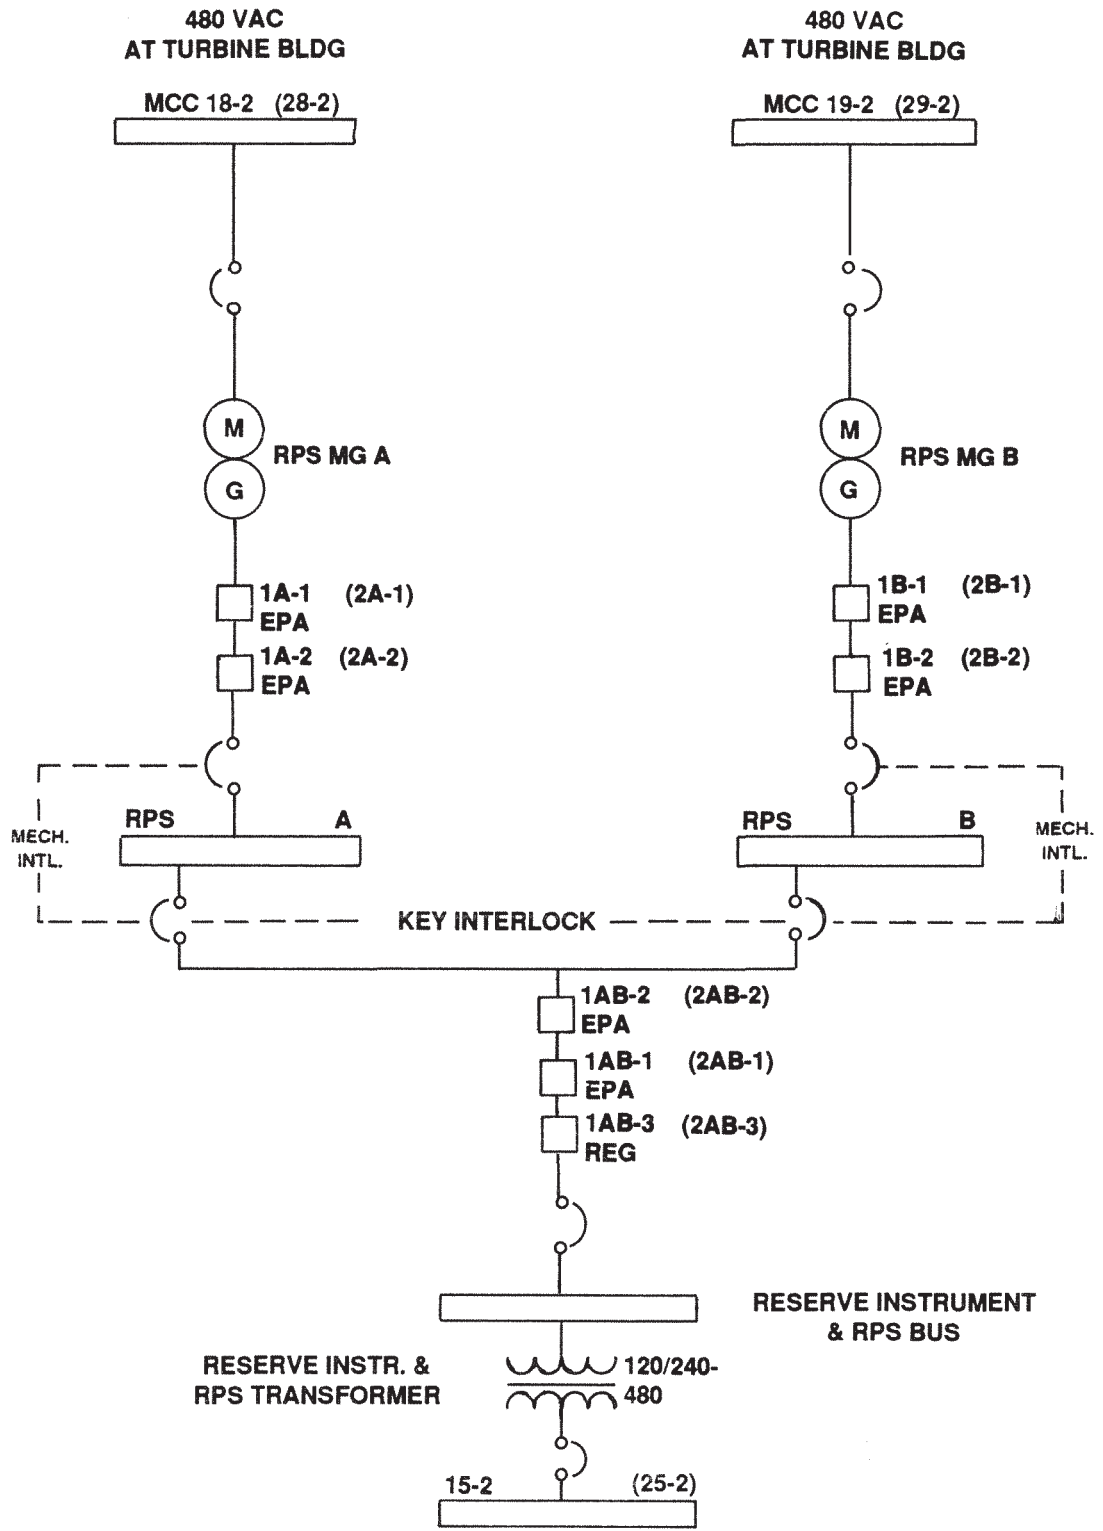 480 VAC
AT TURBINE BLDG
MCC 18-2 (28-2)
480 VAC
AT TURBINE BLDG
MCC 19-2 (29-2)
M
G
RPS MG A
M
G
RPS MG B
1A-1 (2A-1)
EPA
1A-2 (2A-2)
EPA
1B-1 (2B-1)
EPA
1B-2 (2B-2)
EPA
RPS A
MECH.
INTL.
RPS B
MECH.
INTL.
KEY INTERLOCK
1AB-2 (2AB-2)
EPA
1AB-1 (2AB-1)
EPA
1AB-3 (2AB-3)
REG
RESERVE INSTRUMENT
& RPS BUS
RESERVE INSTR. &
RPS TRANSFORMER
120/240-
480
15-2 (25-2)